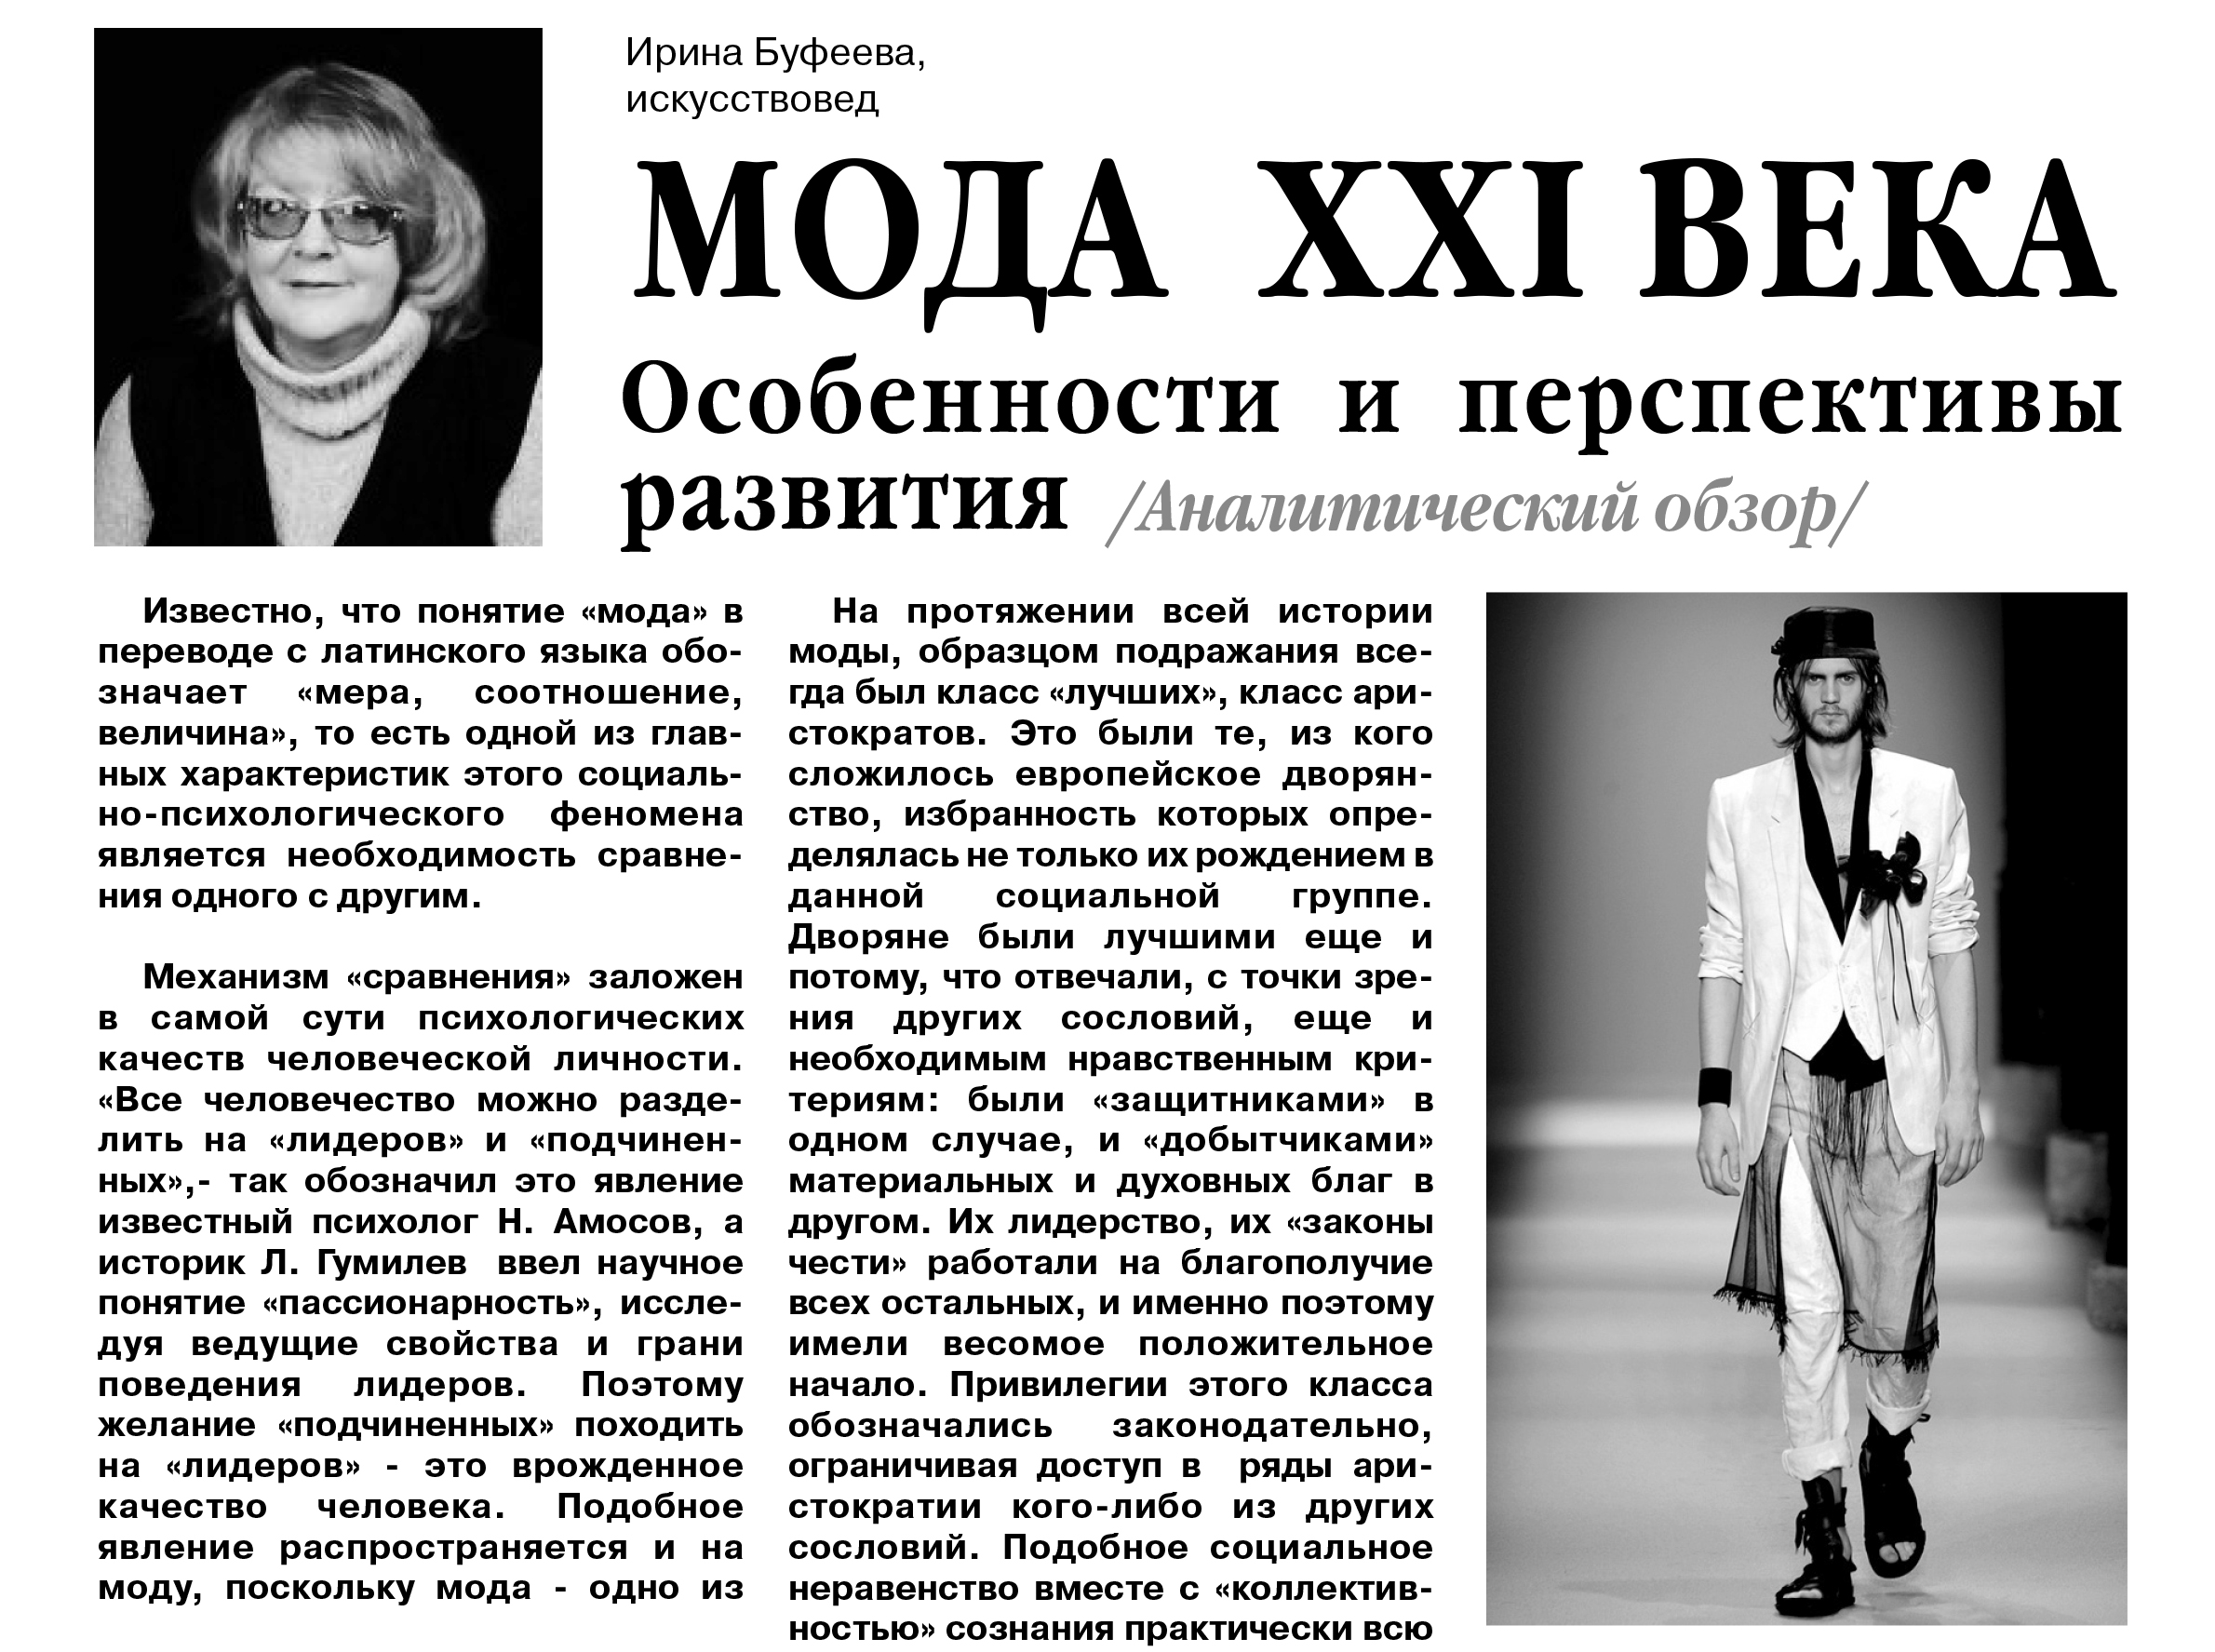 Ирина Буфеева,
искусствовед
МОДА XXI ВЕКА
Особенности и перспективы
развития /Аналитический обзор/
Известно, что понятие «мода» в
переводе с латинского языка обо-
значает «мера, соотношение,
величина», то есть одной из глав-
ных характеристик этого социаль-
но-психологического феномена
является необходимость сравне-
ния одного с другим.
Механизм «сравнения» заложен
в самой сути психологических
качеств человеческой личности.
«Все человечество можно разде-
лить на «лидеров» и «подчинен-
ных»,- так обозначил это явление
известный психолог Н. Амосов, а
историк Л. Гумилев ввел научное
понятие «пассионарность», иссле-
дуя ведущие свойства и грани
поведения лидеров. Поэтому
желание «подчиненных» походить
на «лидеров» - это врожденное
качество человека. Подобное
явление распространяется и на
моду, поскольку мода - одно из
На протяжении всей истории
моды, образцом подражания все-
гда был класс «лучших», класс ари-
стократов. Это были те, из кого
сложилось европейское дворян-
ство, избранность которых опре-
делялась не только их рождением в
данной социальной группе.
Дворяне были лучшими еще и
потому, что отвечали, с точки зре-
ния других сословий, еще и
необходимым нравственным кри-
териям: были «защитниками» в
одном случае, и «добытчиками»
материальных и духовных благ в
другом. Их лидерство, их «законы
чести» работали на благополучие
всех остальных, и именно поэтому
имели весомое положительное
начало. Привилегии этого класса
обозначались законодательно,
ограничивая доступ в ряды ари-
стократии кого-либо из других
сословий. Подобное социальное
неравенство вместе с «коллектив-
ностью» сознания практически всю